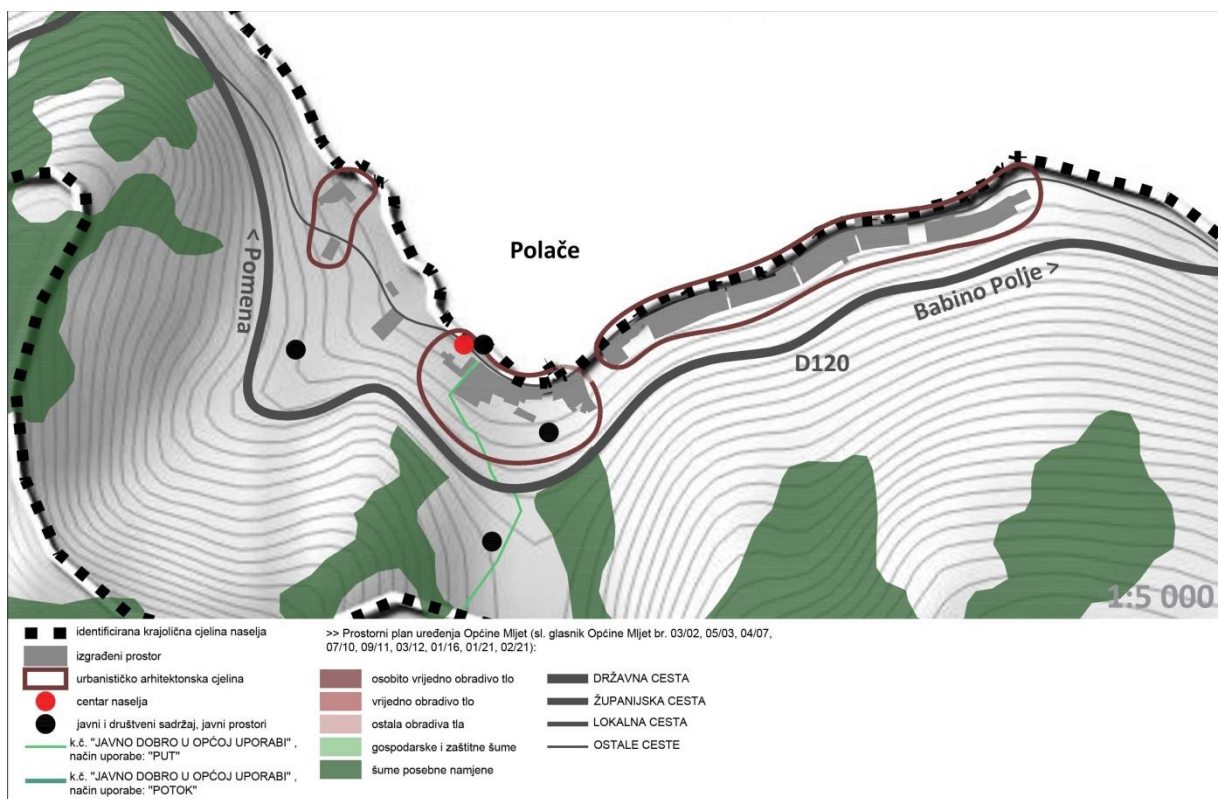 Polače
< Pomena
Babino Polje >
D120
1:5 000
identificirana krajolična cjelina naselja
izgrađeni prostor
urbanističko arhitektonska cjelina
centar naselja
javni i društveni sadržaj, javni prostori
k.č. "JAVNO DOBRO U OPĆOJ UPORABI" ,
način uporabe: "PUT"
k.č. "JAVNO DOBRO U OPĆOJ UPORABI" ,
način uporabe: "POTOK"
>> Prostorni plan uređenja Općine Mljet (sl. glasnik Općine Mljet br. 03/02, 05/03, 04/07,
07/10, 09/11, 03/12, 01/16, 01/21, 02/21):
osobito vrijedno obradivo tlo
vrijedno obradivo tlo
ostala obradiva tla
gospodarske i zaštitne šume
šume posebne namjene
DRŽAVNA CESTA
ŽUPANIJSKA CESTA
LOKALNA CESTA
OSTALE CESTE